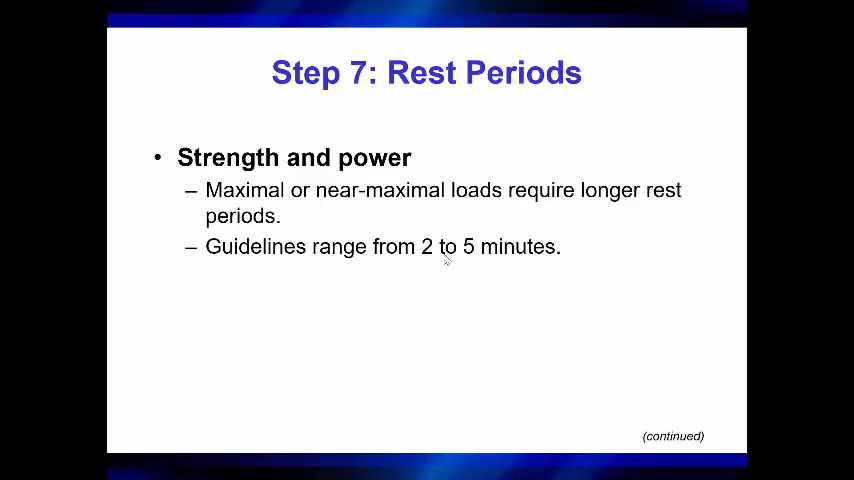 Step 7: Rest Periods
• Strength and power
– Maximal or near-maximal loads require longer rest
periods.
– Guidelines range from 2 to 5 minutes.
(continued)